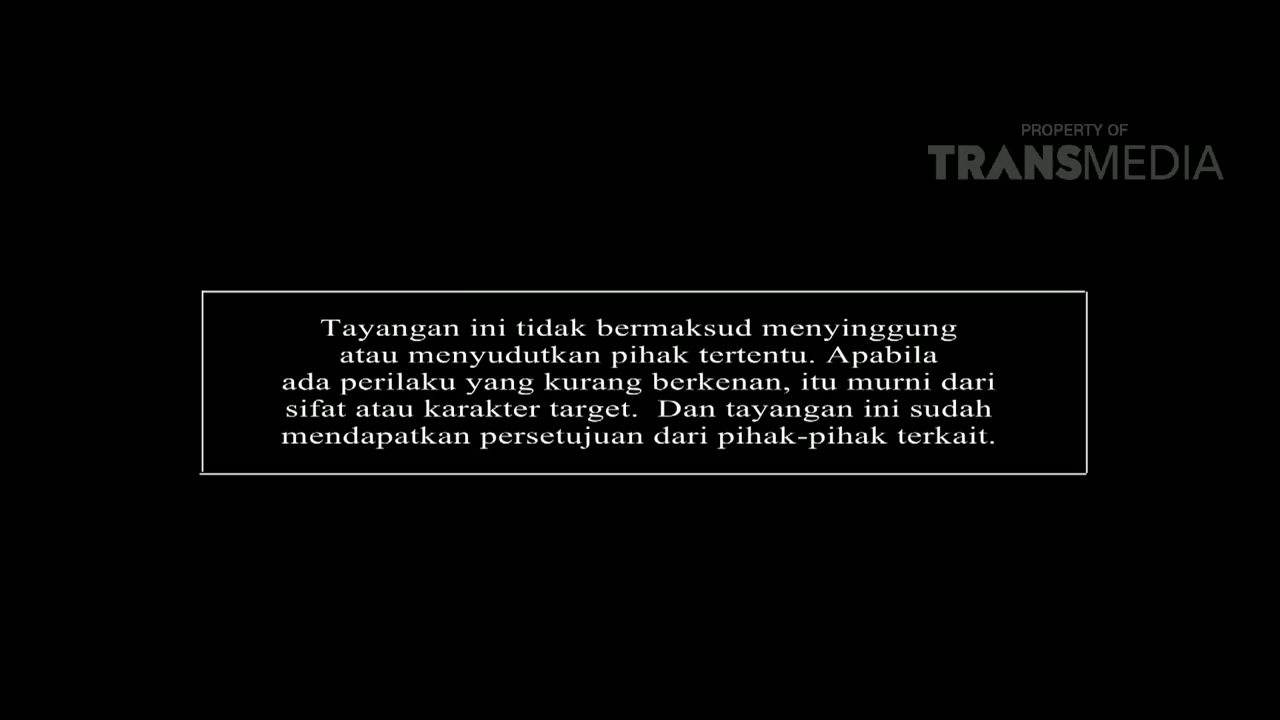 PROPERTY OF
TRANSMEDIA
Tayangan ini tidak bermaksud menyinggung
atau menyudutkan pihak tertentu. Apabila
ada perilaku yang kurang berkenan, itu murni dari
sifat atau karakter target.  Dan tayangan ini sudah
mendapatkan persetujuan dari pihak-pihak terkait.